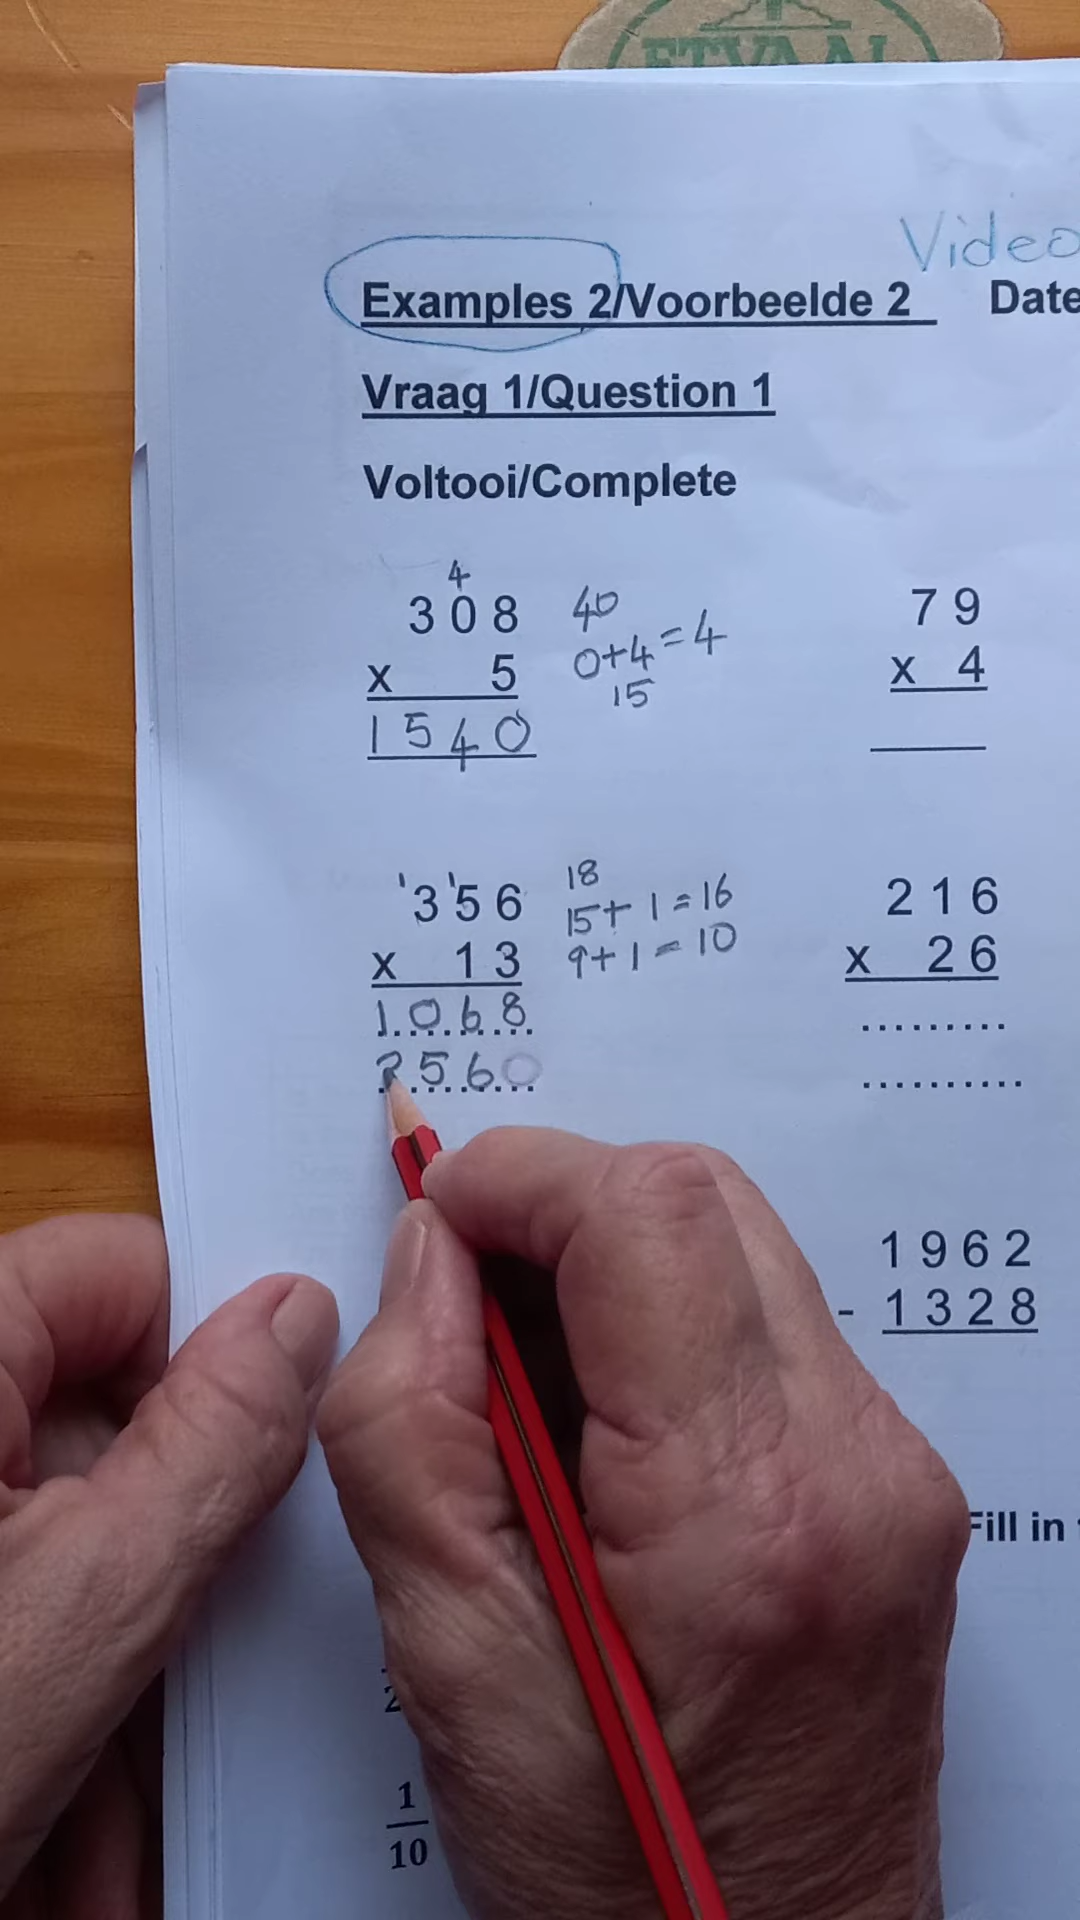 ETVAAL
Video
Examples 2/Voorbeelde 2 Date
Vraag 1/Question 1
Voltooi/Complete
4
308 40
x 5 0+4=4
15
1540
79
x 4
1 1
356 18
x 13 15+1=16
9+1=10
1068
3560
216
x 26
..........
..........
1962
- 1328
Fill in
2
1
10